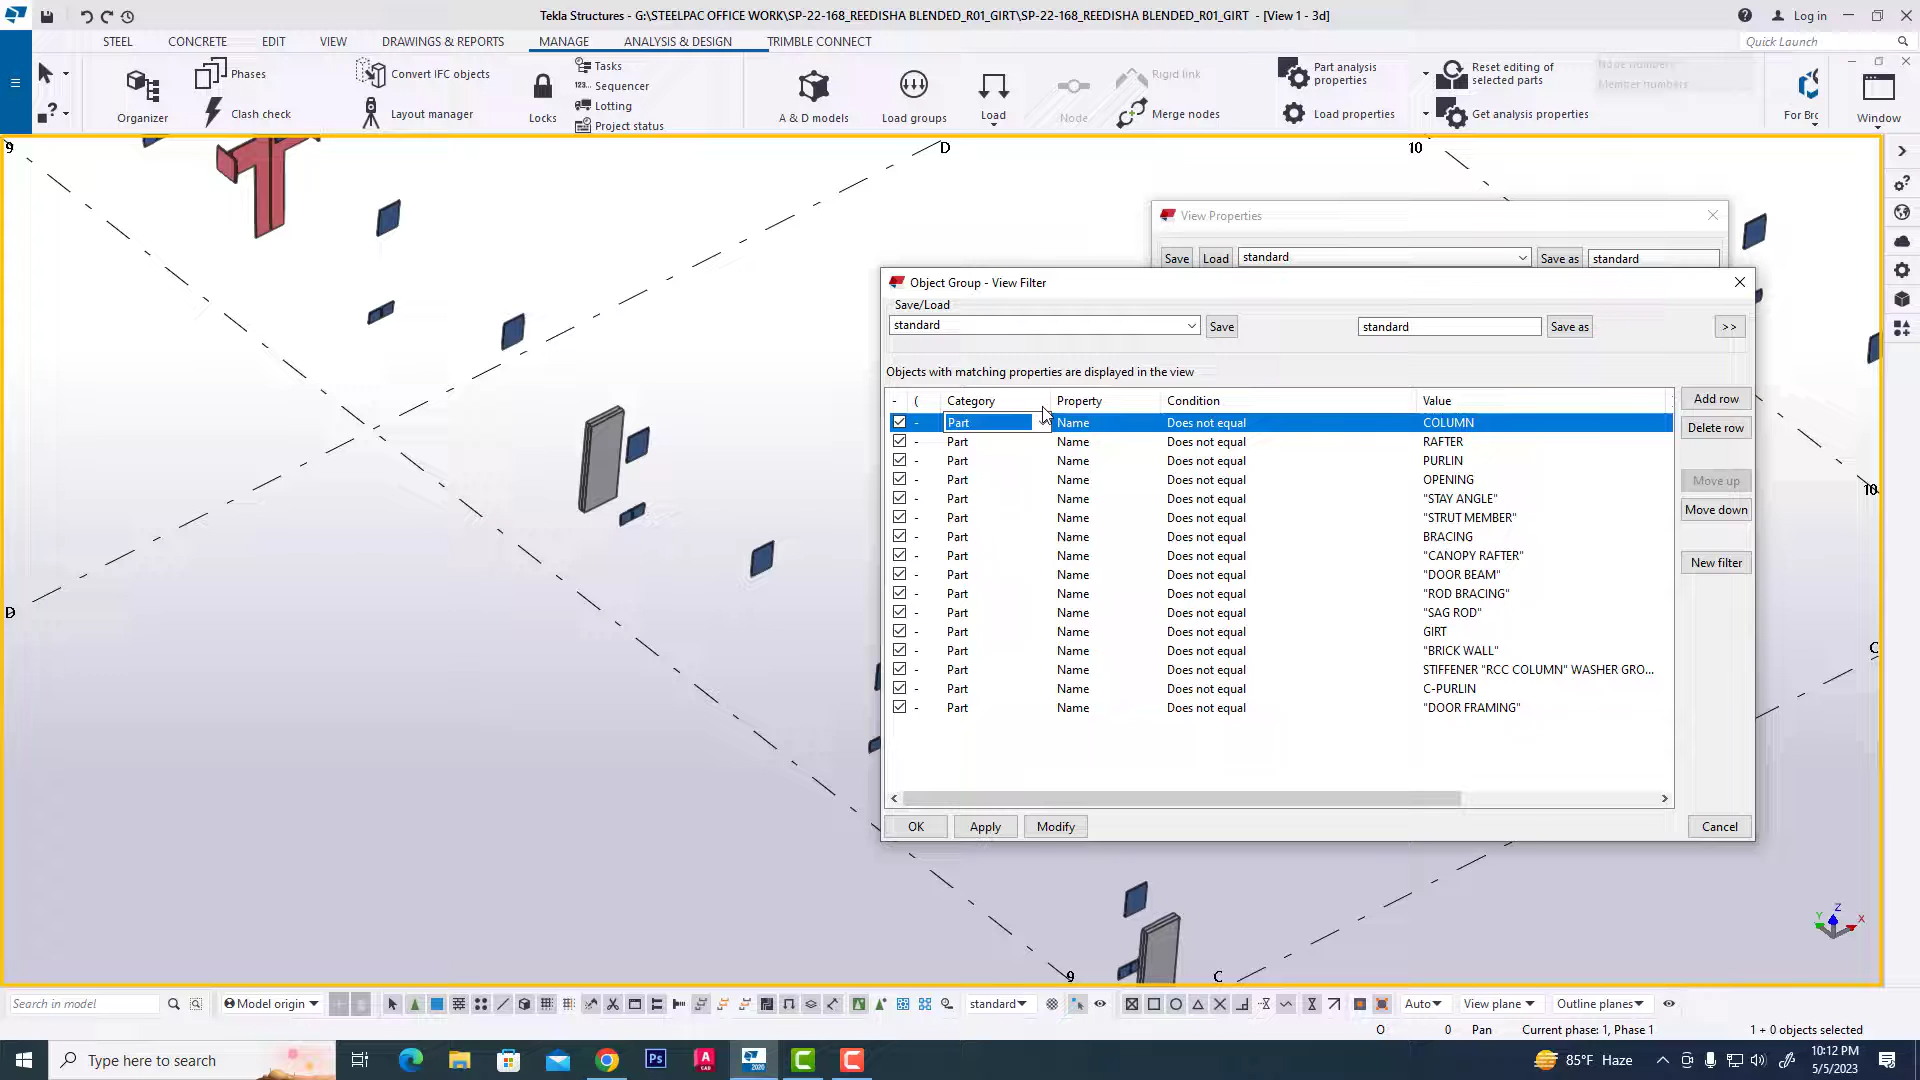 Tekla Structures - G:\STEELPAC OFFICE WORK\SP-22-168_REEDISHA BLENDED_R01_GIRT\SP-22-168_REEDISHA BLENDED_R01_GIRT - [View 1 - 3d]
Log in
STEEL CONCRETE EDIT VIEW DRAWINGS & REPORTS MANAGE ANALYSIS & DESIGN TRIMBLE CONNECT
Quick Launch
Organizer
Phases
Clash check
Convert IFC objects
Layout manager
Locks
Tasks
Sequencer
Lotting
Project status
A & D models
Load groups
Load
Node
Rigid link
Merge nodes
Part analysis properties
Load properties
Reset editing of selected parts
Get analysis properties
Node numbers
Member numbers
For Brc
Window
9
D
10
D
10
C
9
C
View Properties
Save Load standard Save as standard
Object Group - View Filter
Save/Load
standard Save standard Save as >>
Objects with matching properties are displayed in the view
- ( Category Property Condition Value
- Part Name Does not equal COLUMN
- Part Name Does not equal RAFTER
- Part Name Does not equal PURLIN
- Part Name Does not equal OPENING
- Part Name Does not equal "STAY ANGLE"
- Part Name Does not equal "STRUT MEMBER"
- Part Name Does not equal BRACING
- Part Name Does not equal "CANOPY RAFTER"
- Part Name Does not equal "DOOR BEAM"
- Part Name Does not equal "ROD BRACING"
- Part Name Does not equal "SAG ROD"
- Part Name Does not equal GIRT
- Part Name Does not equal "BRICK WALL"
- Part Name Does not equal STIFFENER "RCC COLUMN" WASHER GRO...
- Part Name Does not equal C-PURLIN
- Part Name Does not equal "DOOR FRAMING"
Add row
Delete row
Move up
Move down
New filter
OK Apply Modify Cancel
Z
Y
X
Search in model
Model origin
standard
Auto
View plane
Outline planes
O 0 Pan Current phase: 1, Phase 1 1 + 0 objects selected
Type here to search
Ps
2020
85°F Haze
10:12 PM
5/5/2023